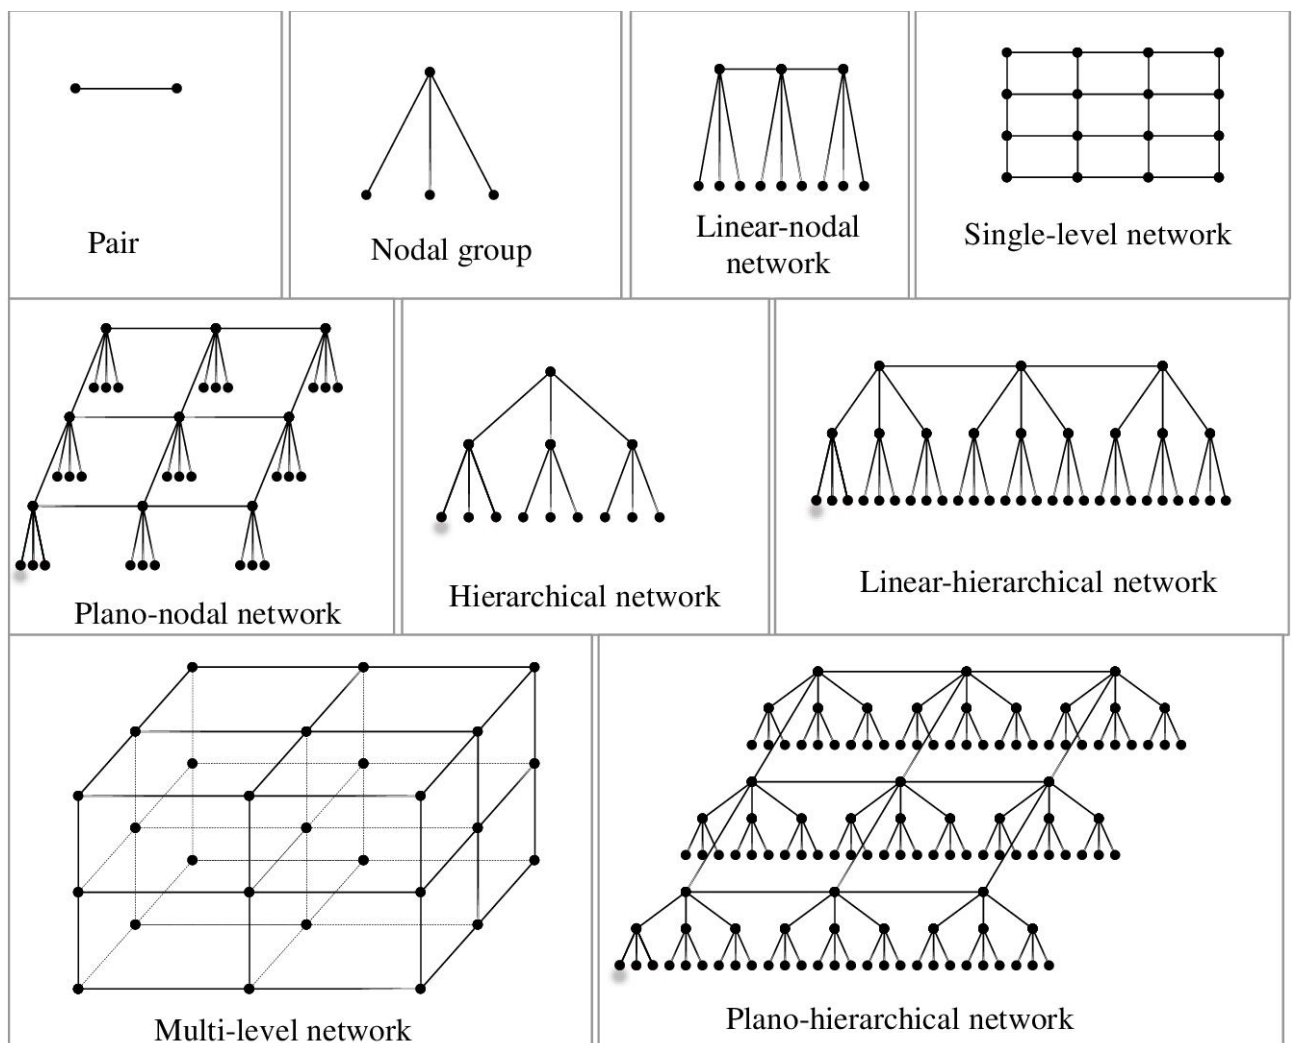 Pair
Nodal group
Linear-nodal
network
Single-level network
Plano-nodal network
Hierarchical network
Linear-hierarchical network
Multi-level network
Plano-hierarchical network